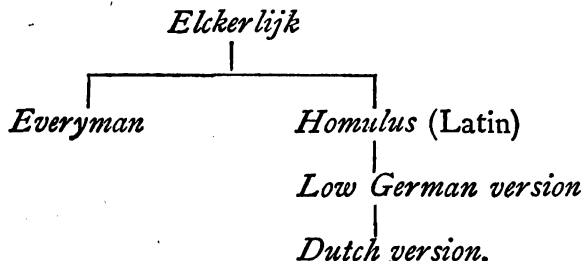 Elckerlijk
Everyman Homulus (Latin)
Low German version
Dutch version.